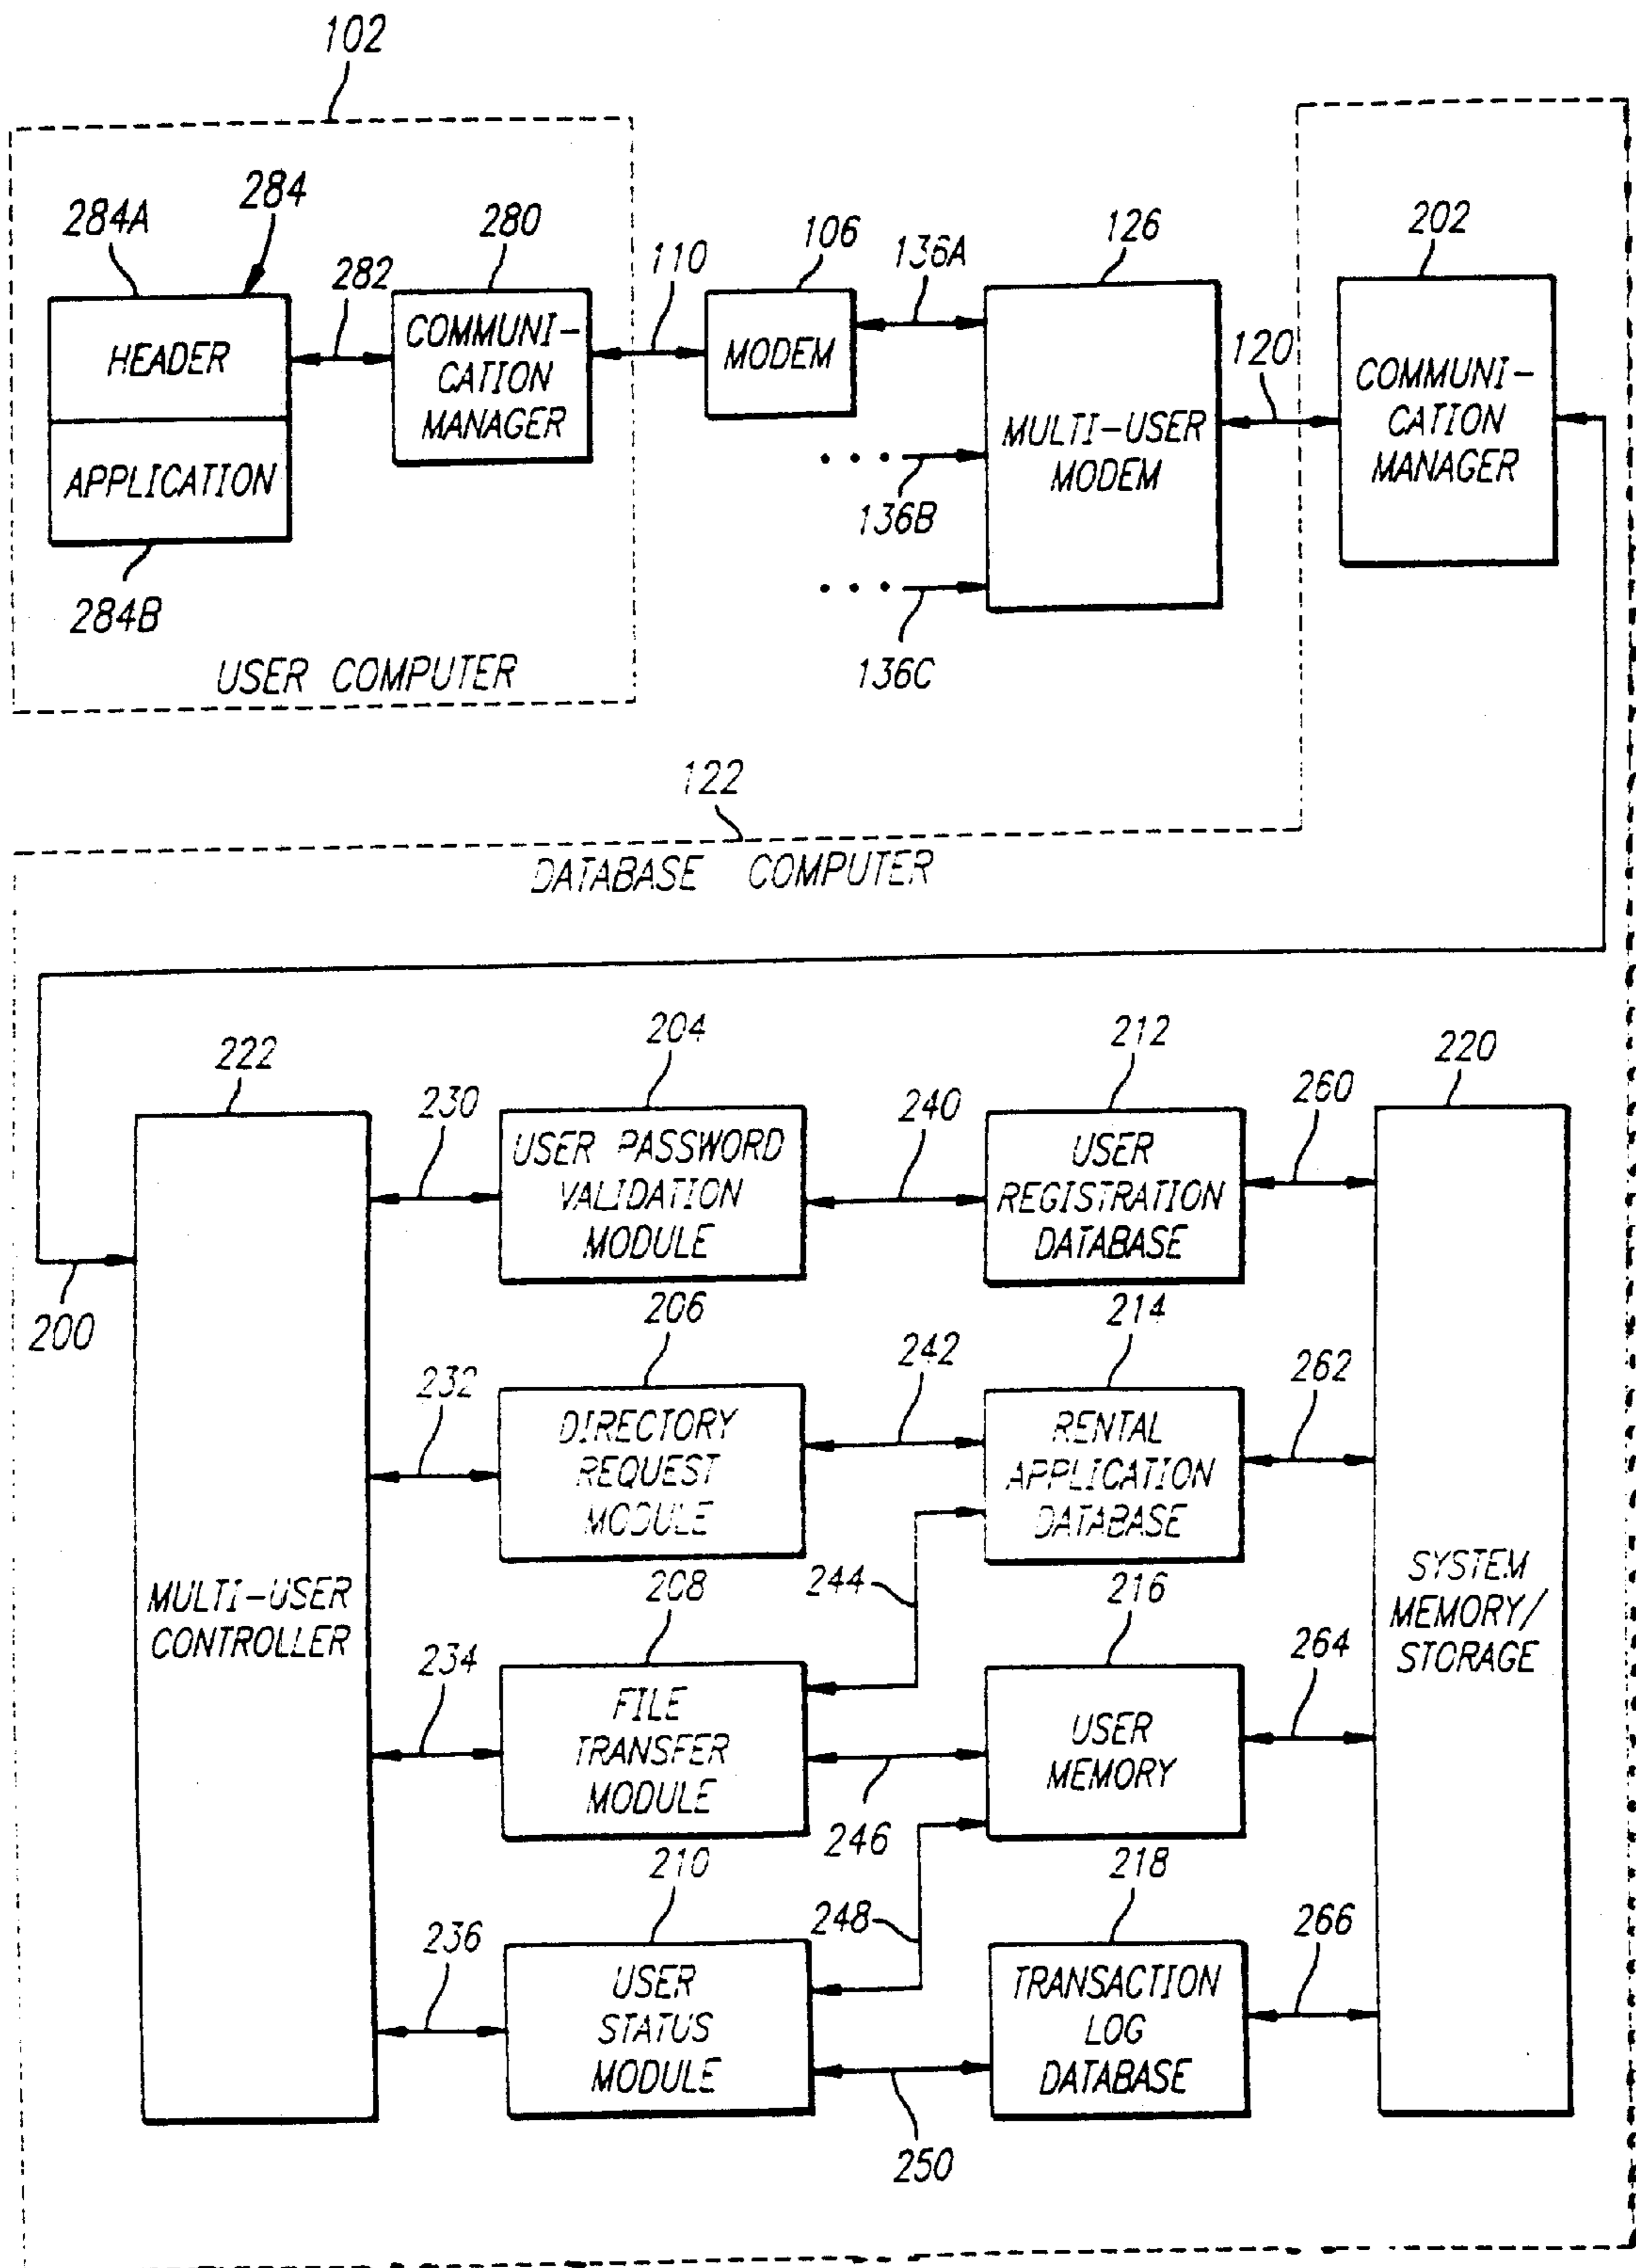 102
284A
284
280
106
136A
126
202
282
110
HEADER
COMMUNI-
CATION
MANAGER
MODEM
120
COMMUNI-
CATION
MANAGER
APPLICATION
MULTI-USER
MODEM
136B
284B
136C
USER COMPUTER
122
DATABASE COMPUTER
222
204
212
220
230
240
260
USER PASSWORD
VALIDATION
MODULE
USER
REGISTRATION
DATABASE
200
206
214
232
242
262
DIRECTORY
REQUEST
MODULE
RENTAL
APPLICATION
DATABASE
MULTI-USER
CONTROLLER
208
244
216
SYSTEM
MEMORY/
STORAGE
234
264
FILE
TRANSFER
MODULE
USER
MEMORY
246
210
218
236
248
266
USER
STATUS
MODULE
TRANSACTION
LOG
DATABASE
250